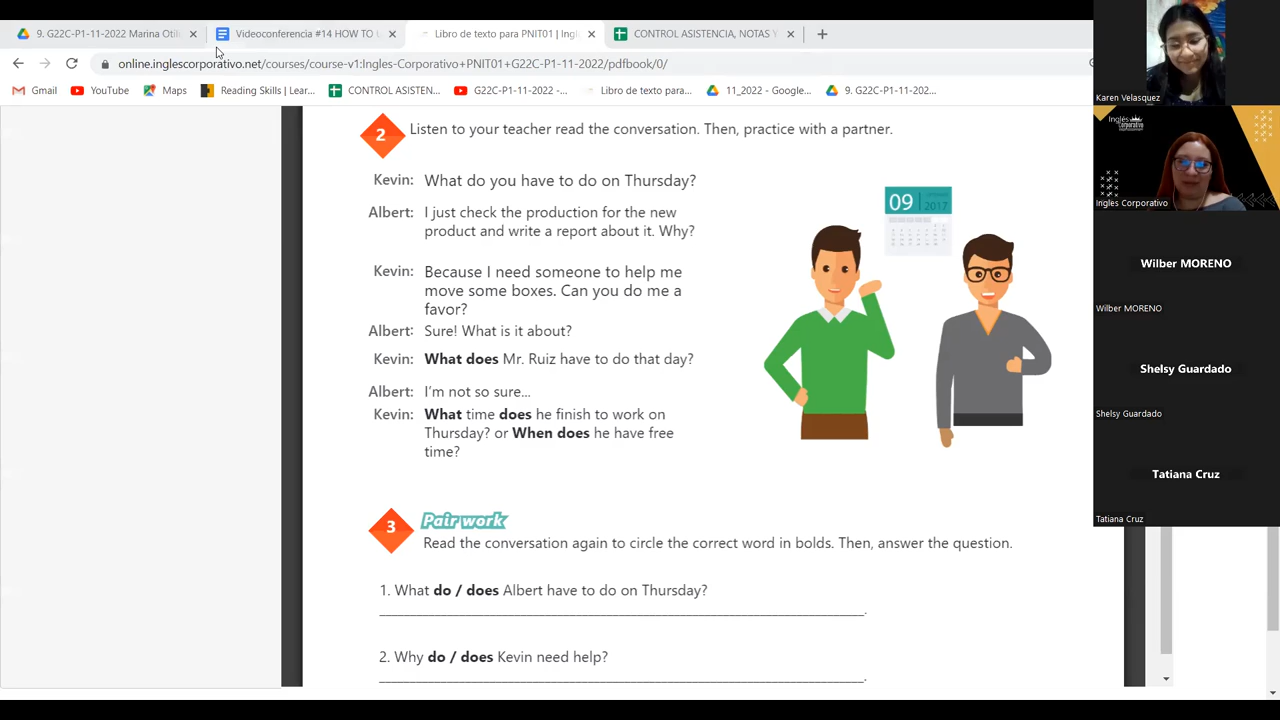 9. G22C-P1-11-2022 Marina Otil
Videoconferencia #14 HOW TO U
Libro de texto para PNIT01 | Ingl
CONTROL ASISTENCIA, NOTAS Y
online.inglescorporativo.net/courses/course-v1:Ingles-Corporativo+PNIT01+G22C-P1-11-2022/pdfbook/0/
Gmail
YouTube
Maps
Reading Skills | Lear...
CONTROL ASISTEN...
G22C-P1-11-2022 -...
Libro de texto para...
11_2022 - Google...
9. G22C-P1-11-202...
2 Listen to your teacher read the conversation. Then, practice with a partner.
Kevin: What do you have to do on Thursday?
Albert: I just check the production for the new
product and write a report about it. Why?
Kevin: Because I need someone to help me
move some boxes. Can you do me a
favor?
Albert: Sure! What is it about?
Kevin: What does Mr. Ruiz have to do that day?
Albert: I'm not so sure...
Kevin: What time does he finish to work on
Thursday? or When does he have free
time?
09 2017
3 Pair work
Read the conversation again to circle the correct word in bolds. Then, answer the question.
1. What do / does Albert have to do on Thursday?
2. Why do / does Kevin need help?
Karen Velasquez
Inglés
Corporativo
Ingles Corporativo
Wilber MORENO
Wilber MORENO
Shelsy Guardado
Shelsy Guardado
Tatiana Cruz
Tatiana Cruz